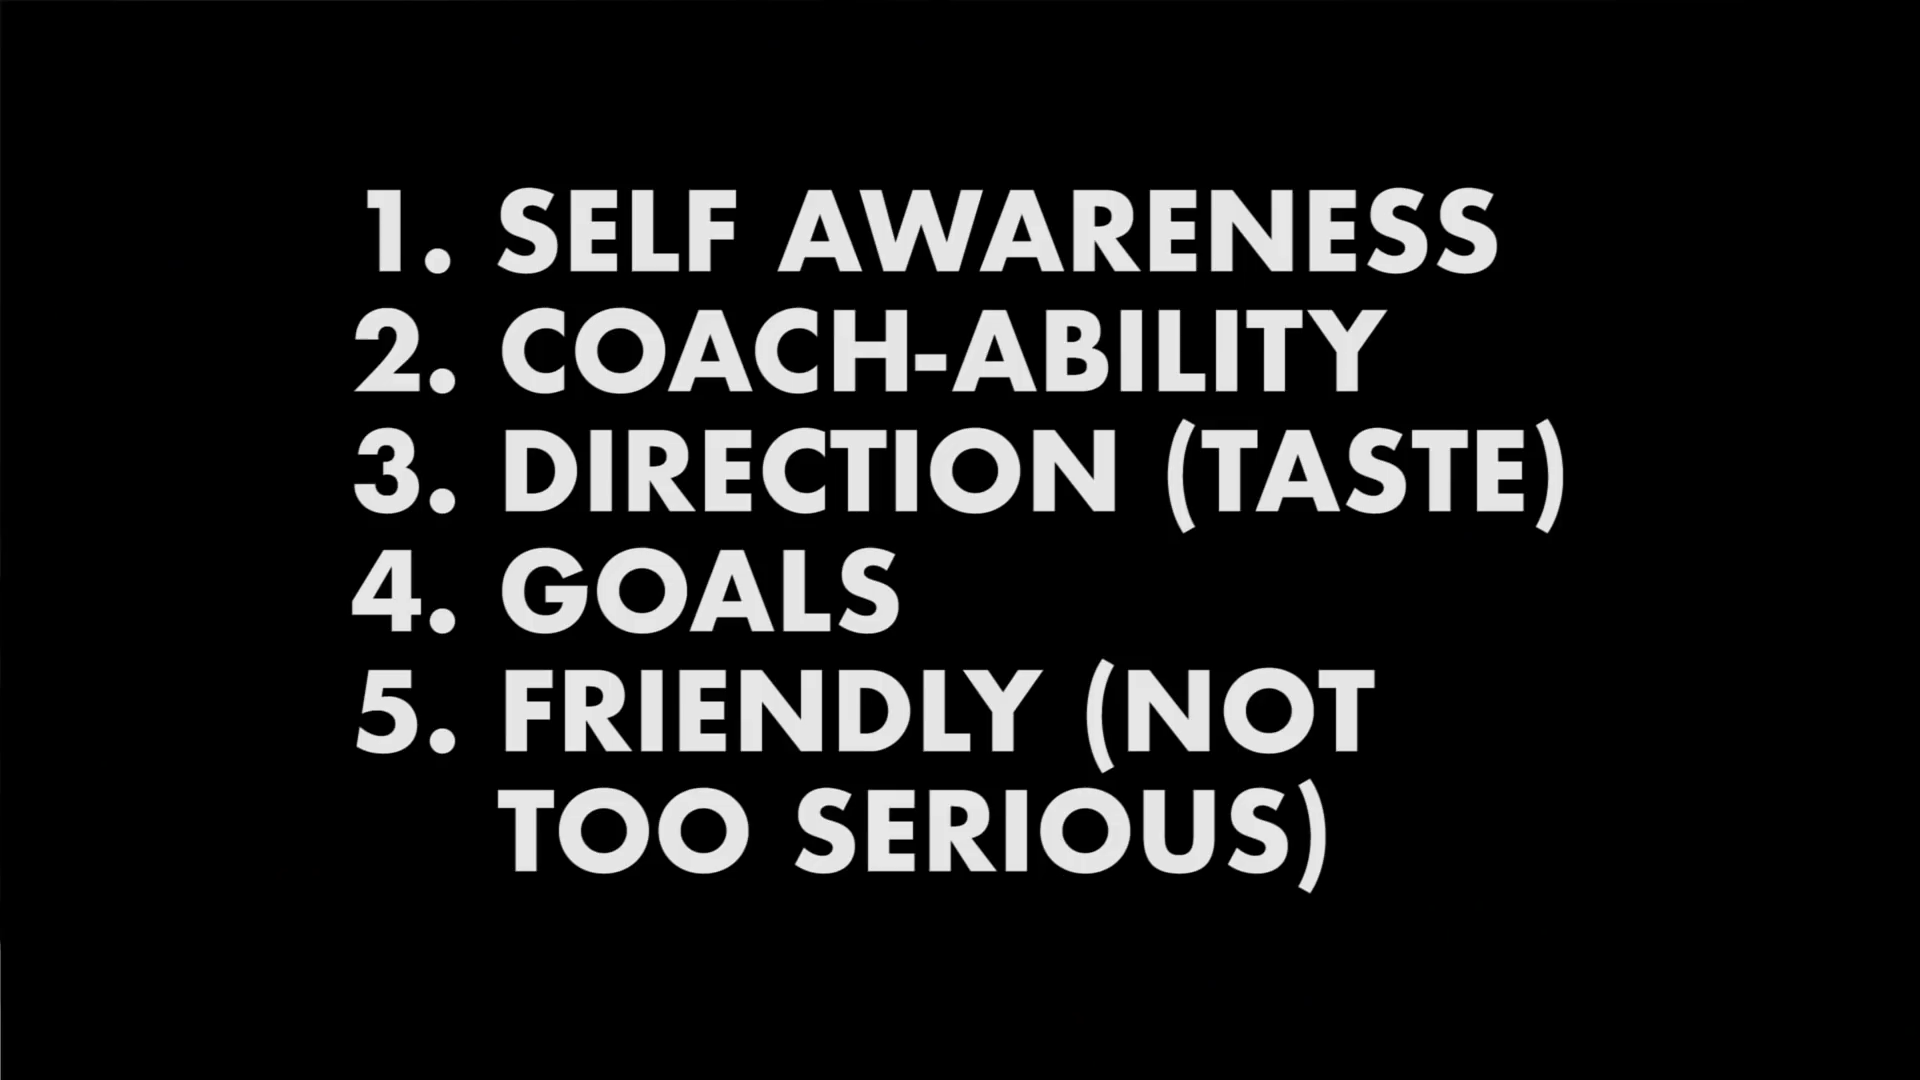 1. SELF AWARENESS
2. COACH-ABILITY
3. DIRECTION (TASTE)
4. GOALS
5. FRIENDLY (NOT
TOO SERIOUS)